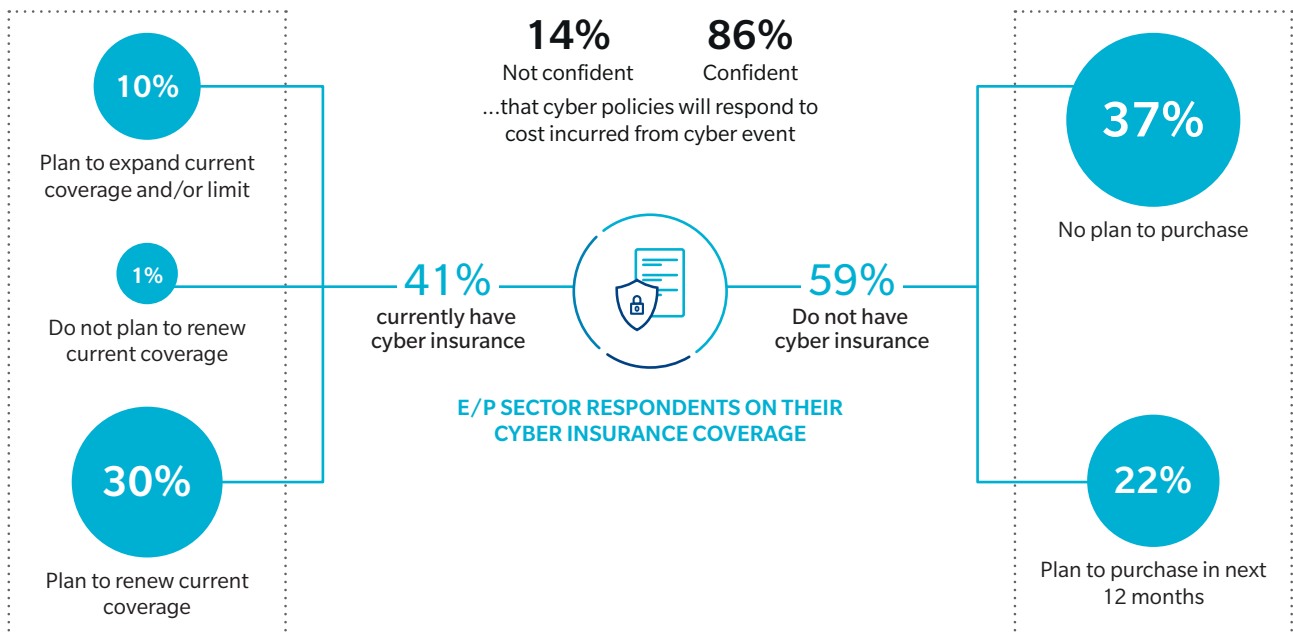 14%
Not confident
86%
Confident
...that cyber policies will respond to
cost incurred from cyber event
10%
Plan to expand current
coverage and/or limit
1%
Do not plan to renew
current coverage
30%
Plan to renew current
coverage
41%
currently have
cyber insurance
59%
Do not have
cyber insurance
E/P SECTOR RESPONDENTS ON THEIR
CYBER INSURANCE COVERAGE
37%
No plan to purchase
22%
Plan to purchase in next
12 months